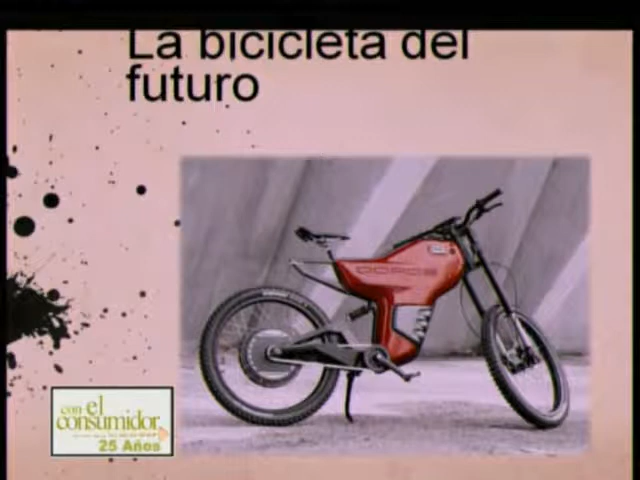 La bicicleta del
futuro
con el
consumidor
25 Años